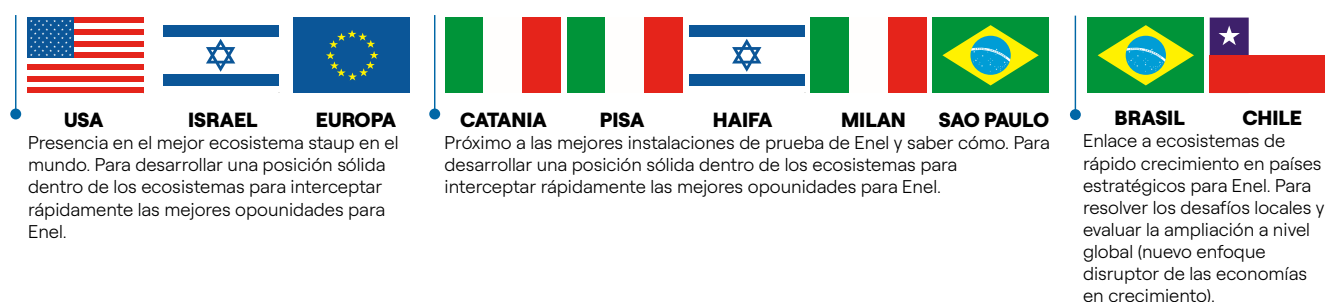 USA ISRAEL EUROPA
Presencia en el mejor ecosistema staup en el
mundo. Para desarrollar una posición sólida
dentro de los ecosistemas para interceptar
rápidamente las mejores opounidades para
Enel.
CATANIA PISA HAIFA MILAN SAO PAULO
Próximo a las mejores instalaciones de prueba de Enel y saber cómo. Para
desarrollar una posición sólida dentro de los ecosistemas para
interceptar rápidamente las mejores opounidades para Enel.
BRASIL CHILE
Enlace a ecosistemas de
rápido crecimiento en países
estratégicos para Enel. Para
resolver los desafíos locales y
evaluar la ampliación a nivel
global (nuevo enfoque
disruptor de las economías
en crecimiento).